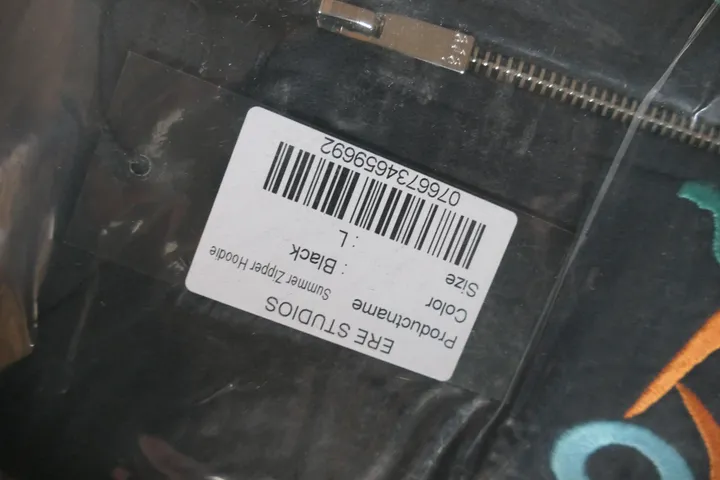 ERE STUDIOS
Productname Summer Zipper Hoodie
Color : Black
Size : L
0766734659692